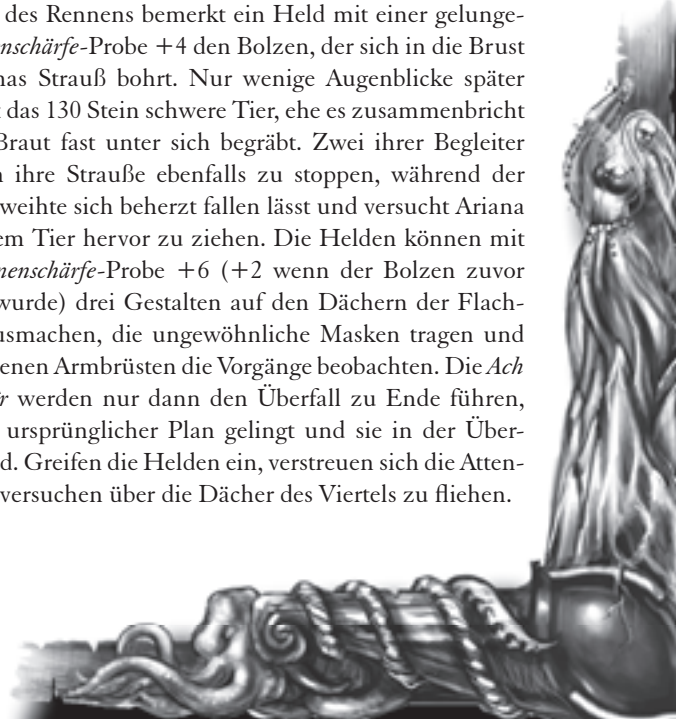 des Rennens bemerkt ein Held mit einer gelunge-
nschärfe-Probe +4 den Bolzen, der sich in die Brust
nas Strauß bohrt. Nur wenige Augenblicke später
das 130 Stein schwere Tier, ehe es zusammenbricht
Braut fast unter sich begräbt. Zwei ihrer Begleiter
ihre Strauße ebenfalls zu stoppen, während der
weihte sich beherzt fallen lässt und versucht Ariana
em Tier hervor zu ziehen. Die Helden können mit
nenschärfe-Probe +6 (+2 wenn der Bolzen zuvor
wurde) drei Gestalten auf den Dächern der Flach-
usmachen, die ungewöhnliche Masken tragen und
enen Armbrüsten die Vorgänge beobachten. Die Ach
r werden nur dann den Überfall zu Ende führen,
ursprünglicher Plan gelingt und sie in der Über-
d. Greifen die Helden ein, verstreuen sich die Atten-
versuchen über die Dächer des Viertels zu fliehen.